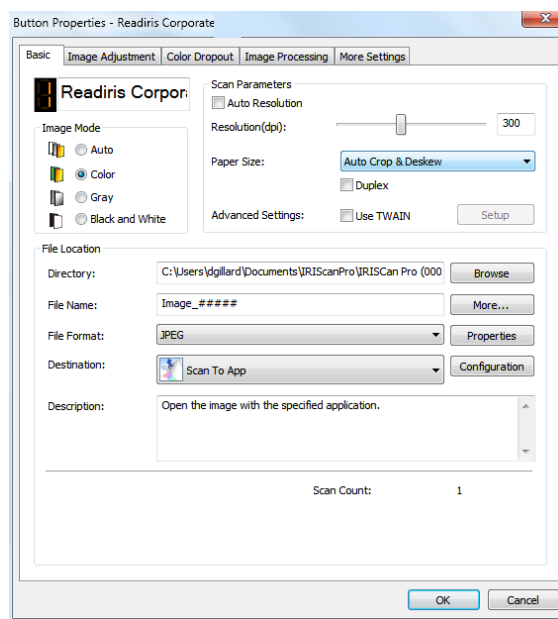 Button Properties - Readiris Corporate
Basic
Image Adjustment
Color Dropout
Image Processing
More Settings
Readiris Corpor
Scan Parameters
Auto Resolution
Resolution(dpi):
300
Image Mode
Auto
Color
Gray
Black and White
Paper Size:
Auto Crop & Deskew
Duplex
Advanced Settings:
Use TWAIN
Setup
File Location
Directory:
C:\Users\dgillard\Documents\IRIScanPro\IRISCan Pro (000
Browse
File Name:
Image_#####
More...
File Format:
JPEG
Properties
Destination:
Scan To App
Configuration
Description:
Open the image with the specified application.
Scan Count:
1
OK
Cancel